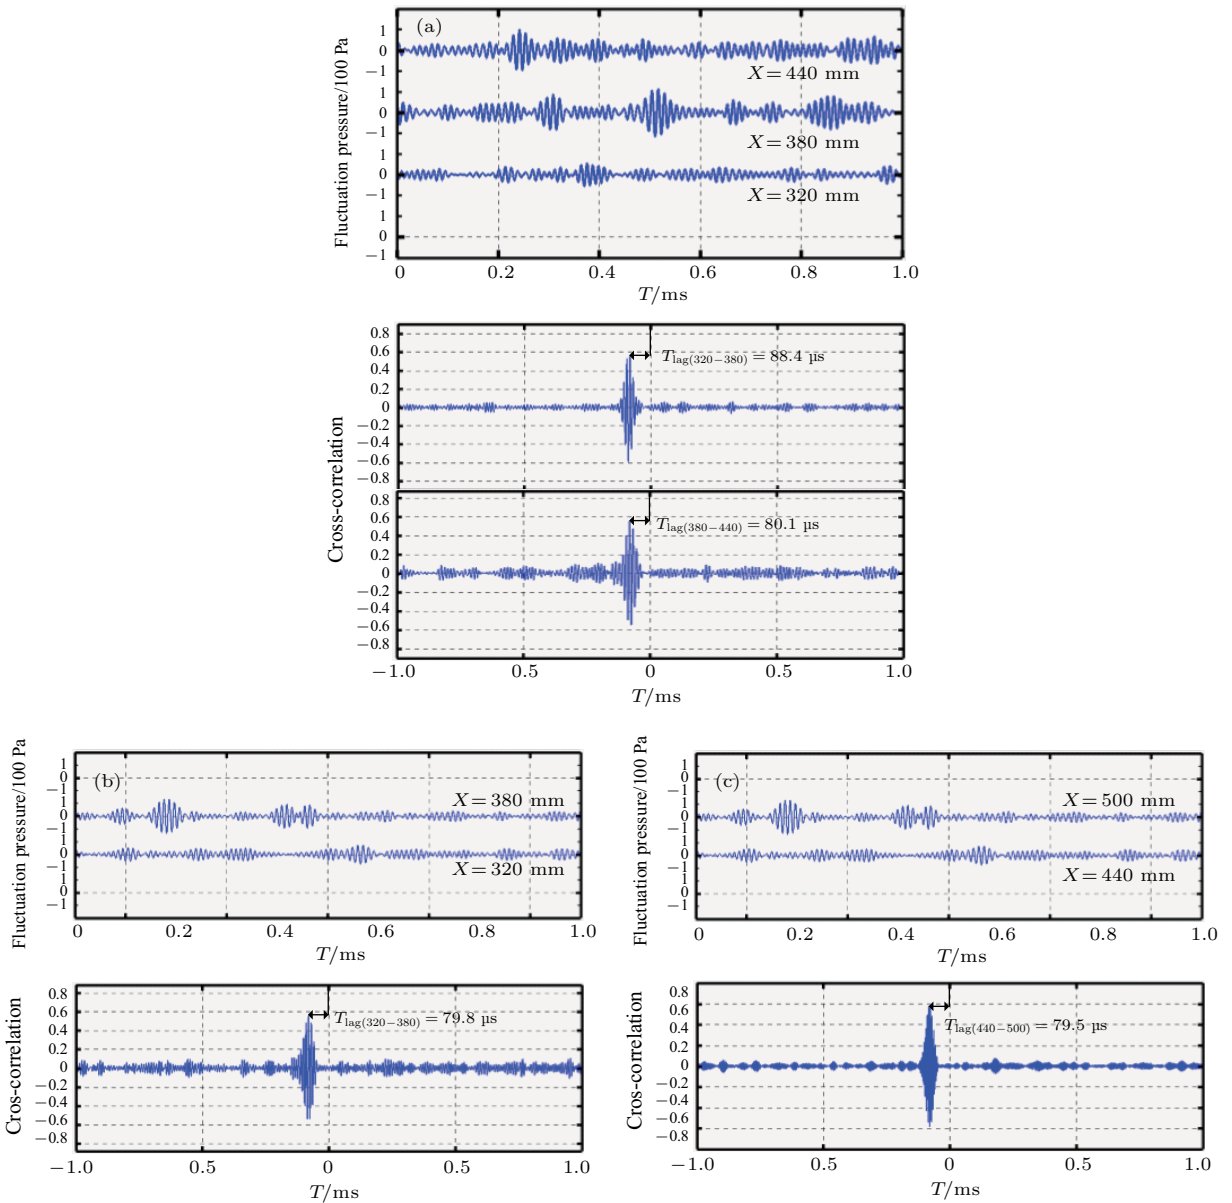 (a)
Fluctuation pressure/100 Pa
1
0
−1
X = 440 mm
1
0
−1
X = 380 mm
1
0
−1
X = 320 mm
1
0
−1
0 0.2 0.4 0.6 0.8 1.0
T/ms
Cross-correlation
0.8
0.6
0.4
0.2
0
−0.2
−0.4
−0.6
−0.8
Tlag(320−380) = 88.4 µs
0.8
0.6
0.4
0.2
0
−0.2
−0.4
−0.6
−0.8
Tlag(380−440) = 80.1 µs
−1.0 0.5 0 0.5 1.0
T/ms
(b)
Fluctuation pressure/100 Pa
1
0
1
0
−1
X = 380 mm
1
0
−1
X = 320 mm
1
0
−1
0 0.2 0.4 0.6 0.8 1.0
T/ms
(c)
Fluctuation pressure/100 Pa
1
0
1
0
−1
X = 500 mm
1
0
−1
X = 440 mm
1
0
−1
0 0.2 0.4 0.6 0.8 1.0
T/ms
Cros-correlation
0.8
0.6
0.4
0.2
0
−0.2
−0.4
−0.6
−0.8
Tlag(320−380) = 79.8 µs
−1.0 0.5 0 0.5 1.0
T/ms
Cros-correlation
0.8
0.6
0.4
0.2
0
−0.2
−0.4
−0.6
−0.8
Tlag(440−500) = 79.5 µs
−1.0 0.5 0 0.5 1.0
T/ms